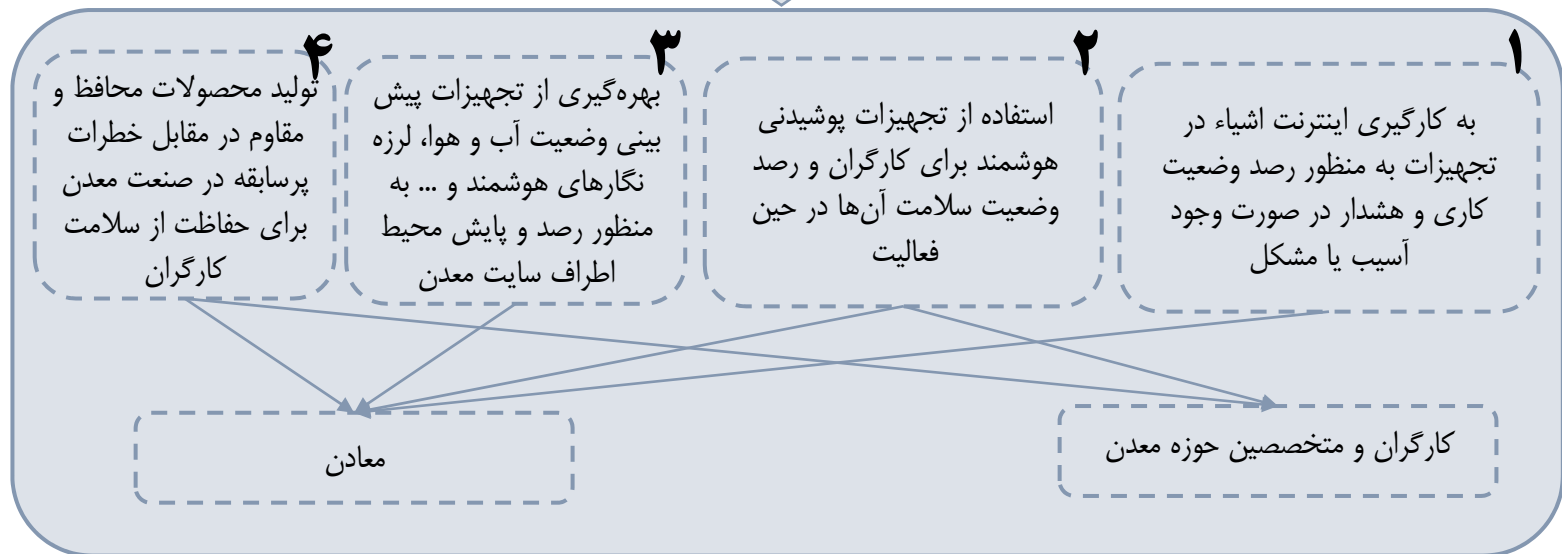 ۱
به کارگیری اینترنت اشیاء در
تجهیزات به منظور رصد وضعیت
کاری و هشدار در صورت وجود
آسیب یا مشکل
۲
استفاده از تجهیزات پوشیدنی
هوشمند برای کارگران و رصد
وضعیت سلامت آن‌ها در حین
فعالیت
۳
بهره‌گیری از تجهیزات پیش
بینی وضعیت آب و هوا، لرزه
نگارهای هوشمند و ... به
منظور رصد و پایش محیط
اطراف سایت معدن
۴
تولید محصولات محافظ و
مقاوم در مقابل خطرات
پرسابقه در صنعت معدن
برای حفاظت از سلامت
کارگران
کارگران و متخصصین حوزه معدن
معادن